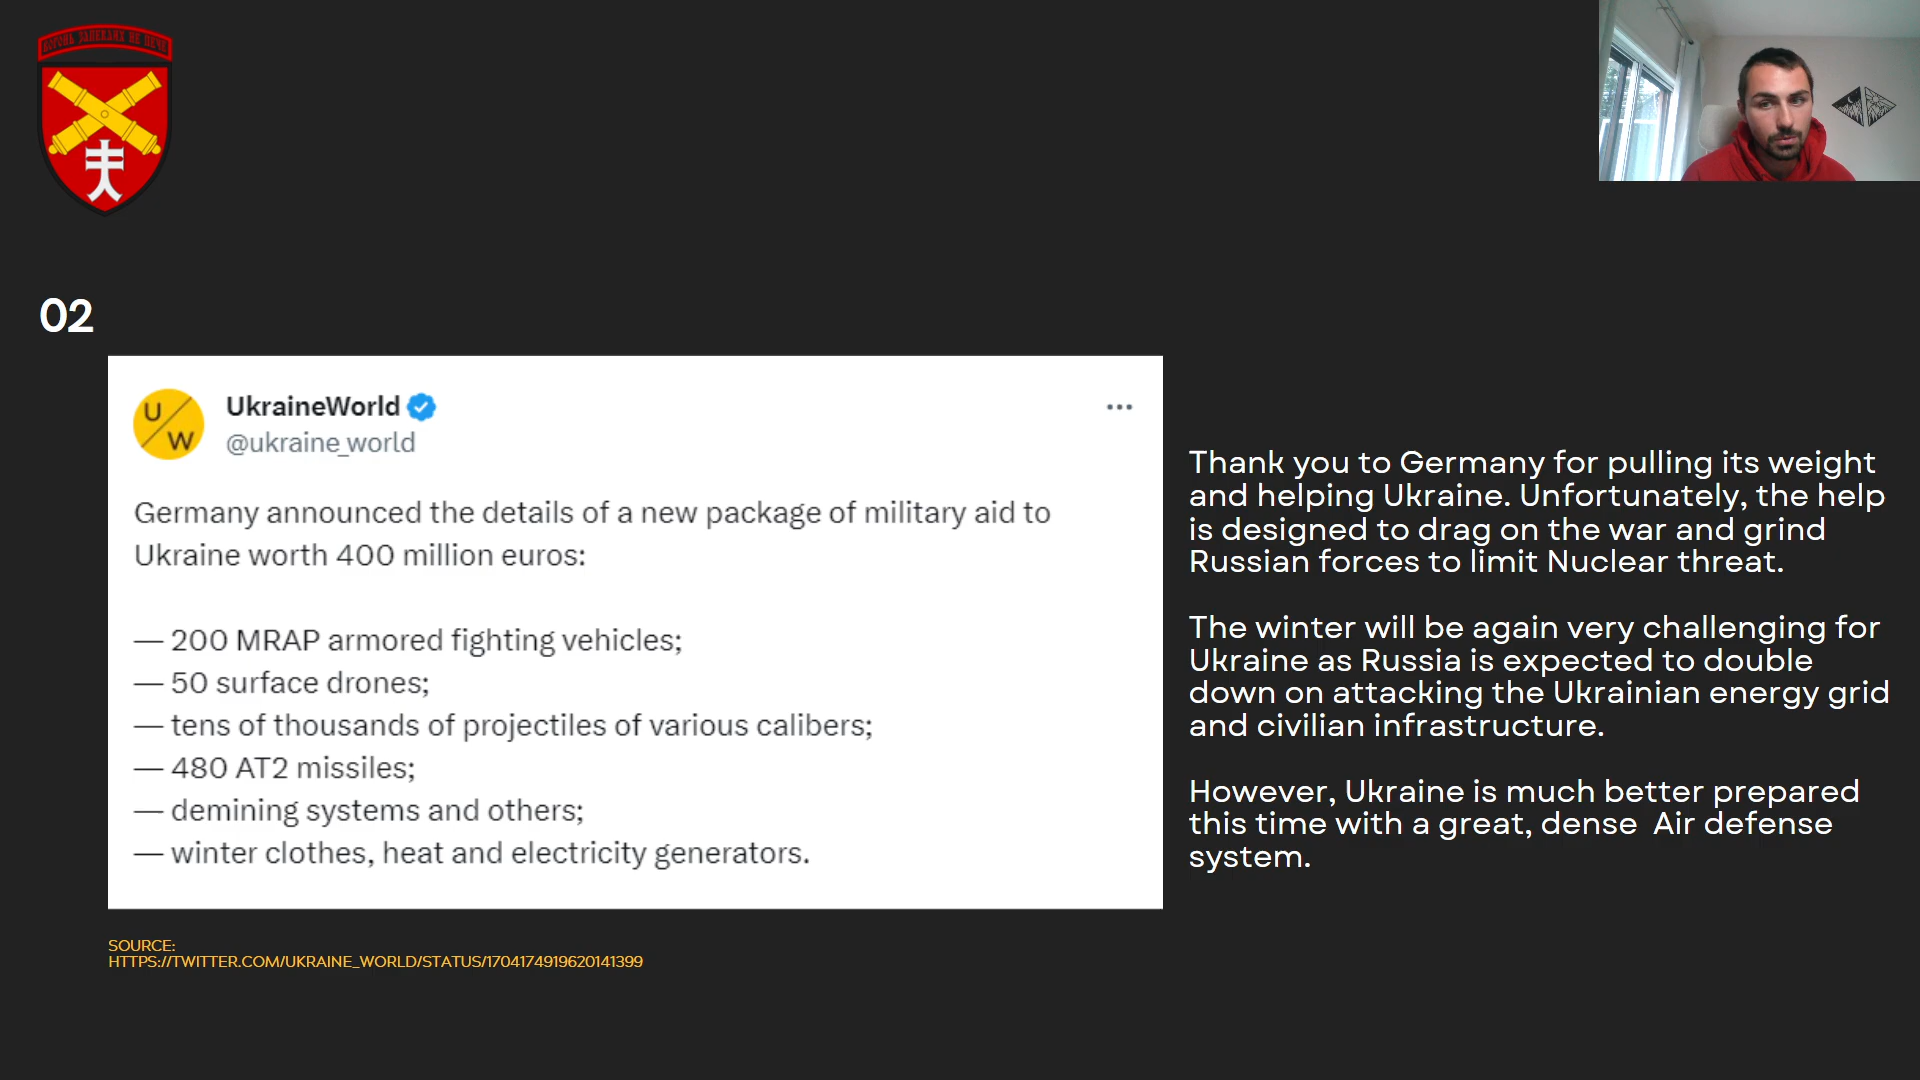 ВОГОНЬ ЗАПЕКЛИХ НЕ ПЕЧЕ
02
U
W
UkraineWorld
@ukraine_world
Germany announced the details of a new package of military aid to
Ukraine worth 400 million euros:
— 200 MRAP armored fighting vehicles;
— 50 surface drones;
— tens of thousands of projectiles of various calibers;
— 480 AT2 missiles;
— demining systems and others;
— winter clothes, heat and electricity generators.
Thank you to Germany for pulling its weight
and helping Ukraine. Unfortunately, the help
is designed to drag on the war and grind
Russian forces to limit Nuclear threat.
The winter will be again very challenging for
Ukraine as Russia is expected to double
down on attacking the Ukrainian energy grid
and civilian infrastructure.
However, Ukraine is much better prepared
this time with a great, dense  Air defense
system.
SOURCE:
HTTPS://TWITTER.COM/UKRAINE_WORLD/STATUS/1704174919620141399